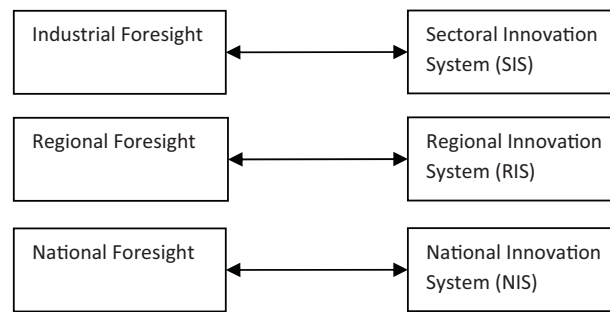 Industrial Foresight
Sectoral Innovation
System (SIS)
Regional Foresight
Regional Innovation
System (RIS)
National Foresight
National Innovation
System (NIS)